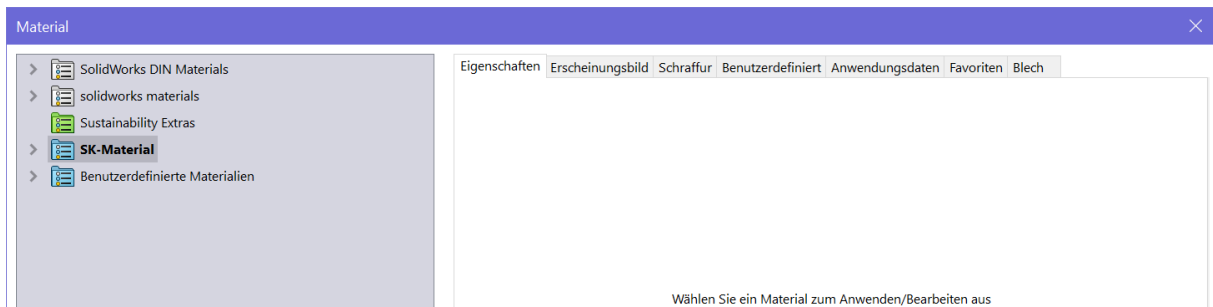 Material
SolidWorks DIN Materials
solidworks materials
Sustainability Extras
SK-Material
Benutzerdefinierte Materialien
Eigenschaften Erscheinungsbild Schraffur Benutzerdefiniert Anwendungsdaten Favoriten Blech
Wählen Sie ein Material zum Anwenden/Bearbeiten aus